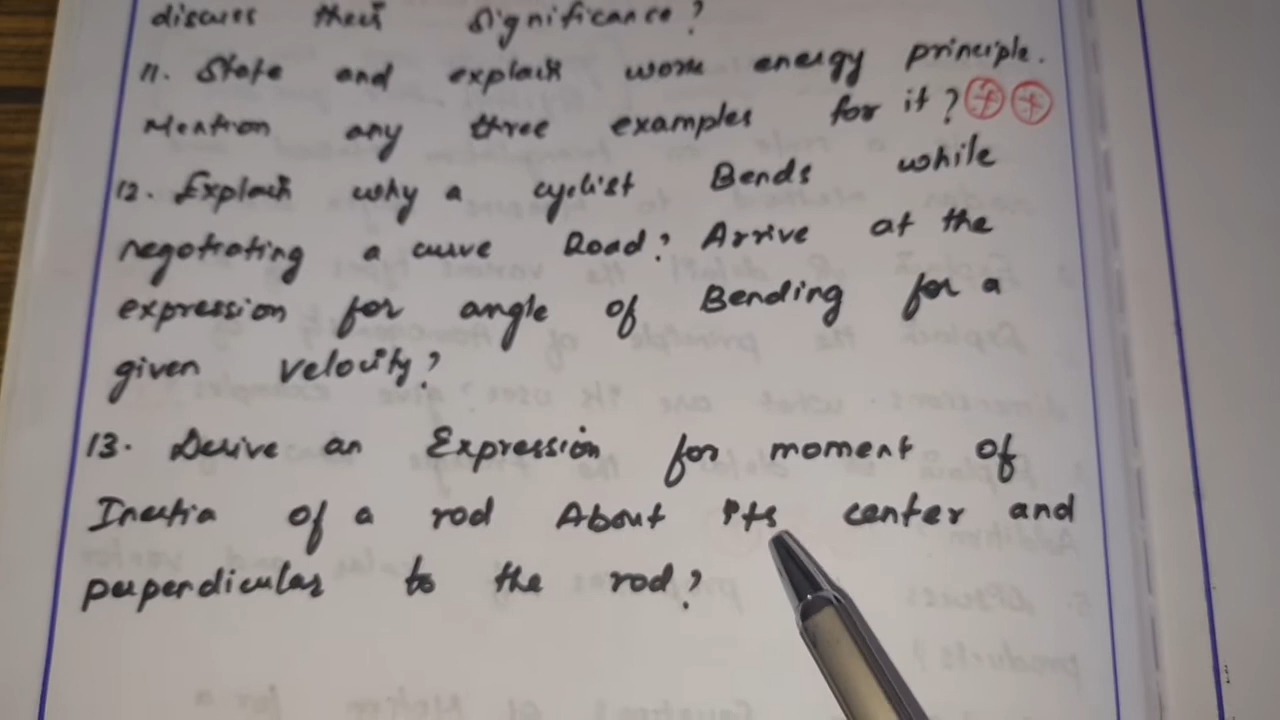 discuss their significance?
11. State and explain work energy principle.
Mention any three examples for it?
12. Explain why a cyclist Bends while
negotiating a curve Road? Arrive at the
expression for angle of Bending for a
given velocity?
13. Derive an Expression for moment of
Inertia of a rod About its center and
perpendicular to the rod?